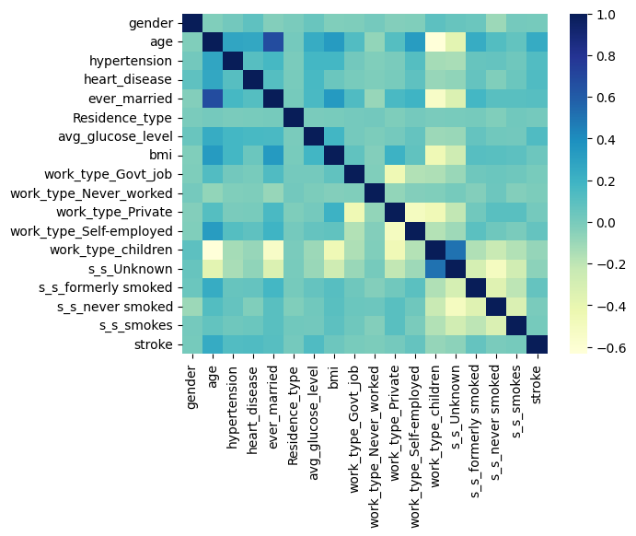 gender
age
hypertension
heart_disease
ever_married
Residence_type
avg_glucose_level
bmi
work_type_Govt_job
work_type_Never_worked
work_type_Private
work_type_Self-employed
work_type_children
s_s_Unknown
s_s_formerly smoked
s_s_never smoked
s_s_smokes
stroke
gender
age
hypertension
heart_disease
ever_married
Residence_type
avg_glucose_level
bmi
work_type_Govt_job
work_type_Never_worked
work_type_Private
work_type_Self-employed
work_type_children
s_s_Unknown
s_s_formerly smoked
s_s_never smoked
s_s_smokes
stroke
1.0
0.8
0.6
0.4
0.2
0.0
−0.2
−0.4
−0.6